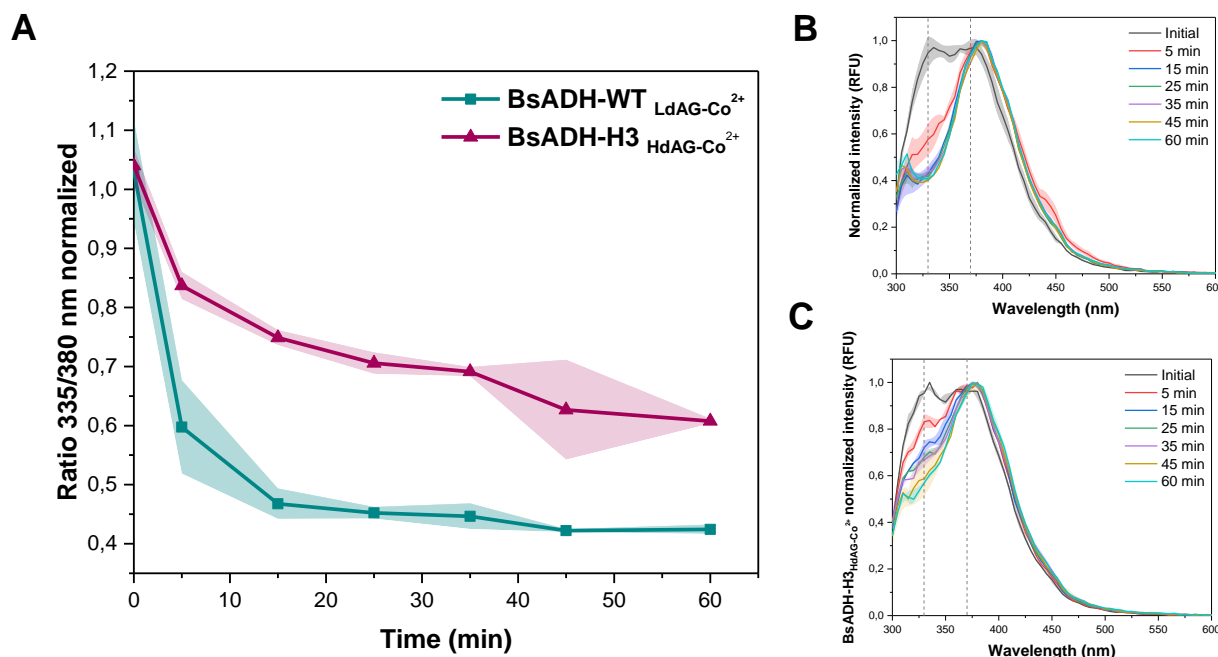 A
1,2
1,1
1,0
0,9
0,8
0,7
0,6
0,5
0,4
0
10
20
30
40
50
60
Ratio 335/380 nm normalized
Time (min)
BsADH-WT LdAG-Co2+
BsADH-H3 HdAG-Co2+
B
1,0
0,8
0,6
0,4
0,2
0,0
300
350
400
450
500
550
600
Normalized intensity (RFU)
Wavelength (nm)
Initial
5 min
15 min
25 min
35 min
45 min
60 min
C
1,0
0,8
0,6
0,4
0,2
0,0
300
350
400
450
500
550
600
BsADH-H3HdAG-Co2+ normalized intensity (RFU)
Wavelength (nm)
Initial
5 min
15 min
25 min
35 min
45 min
60 min